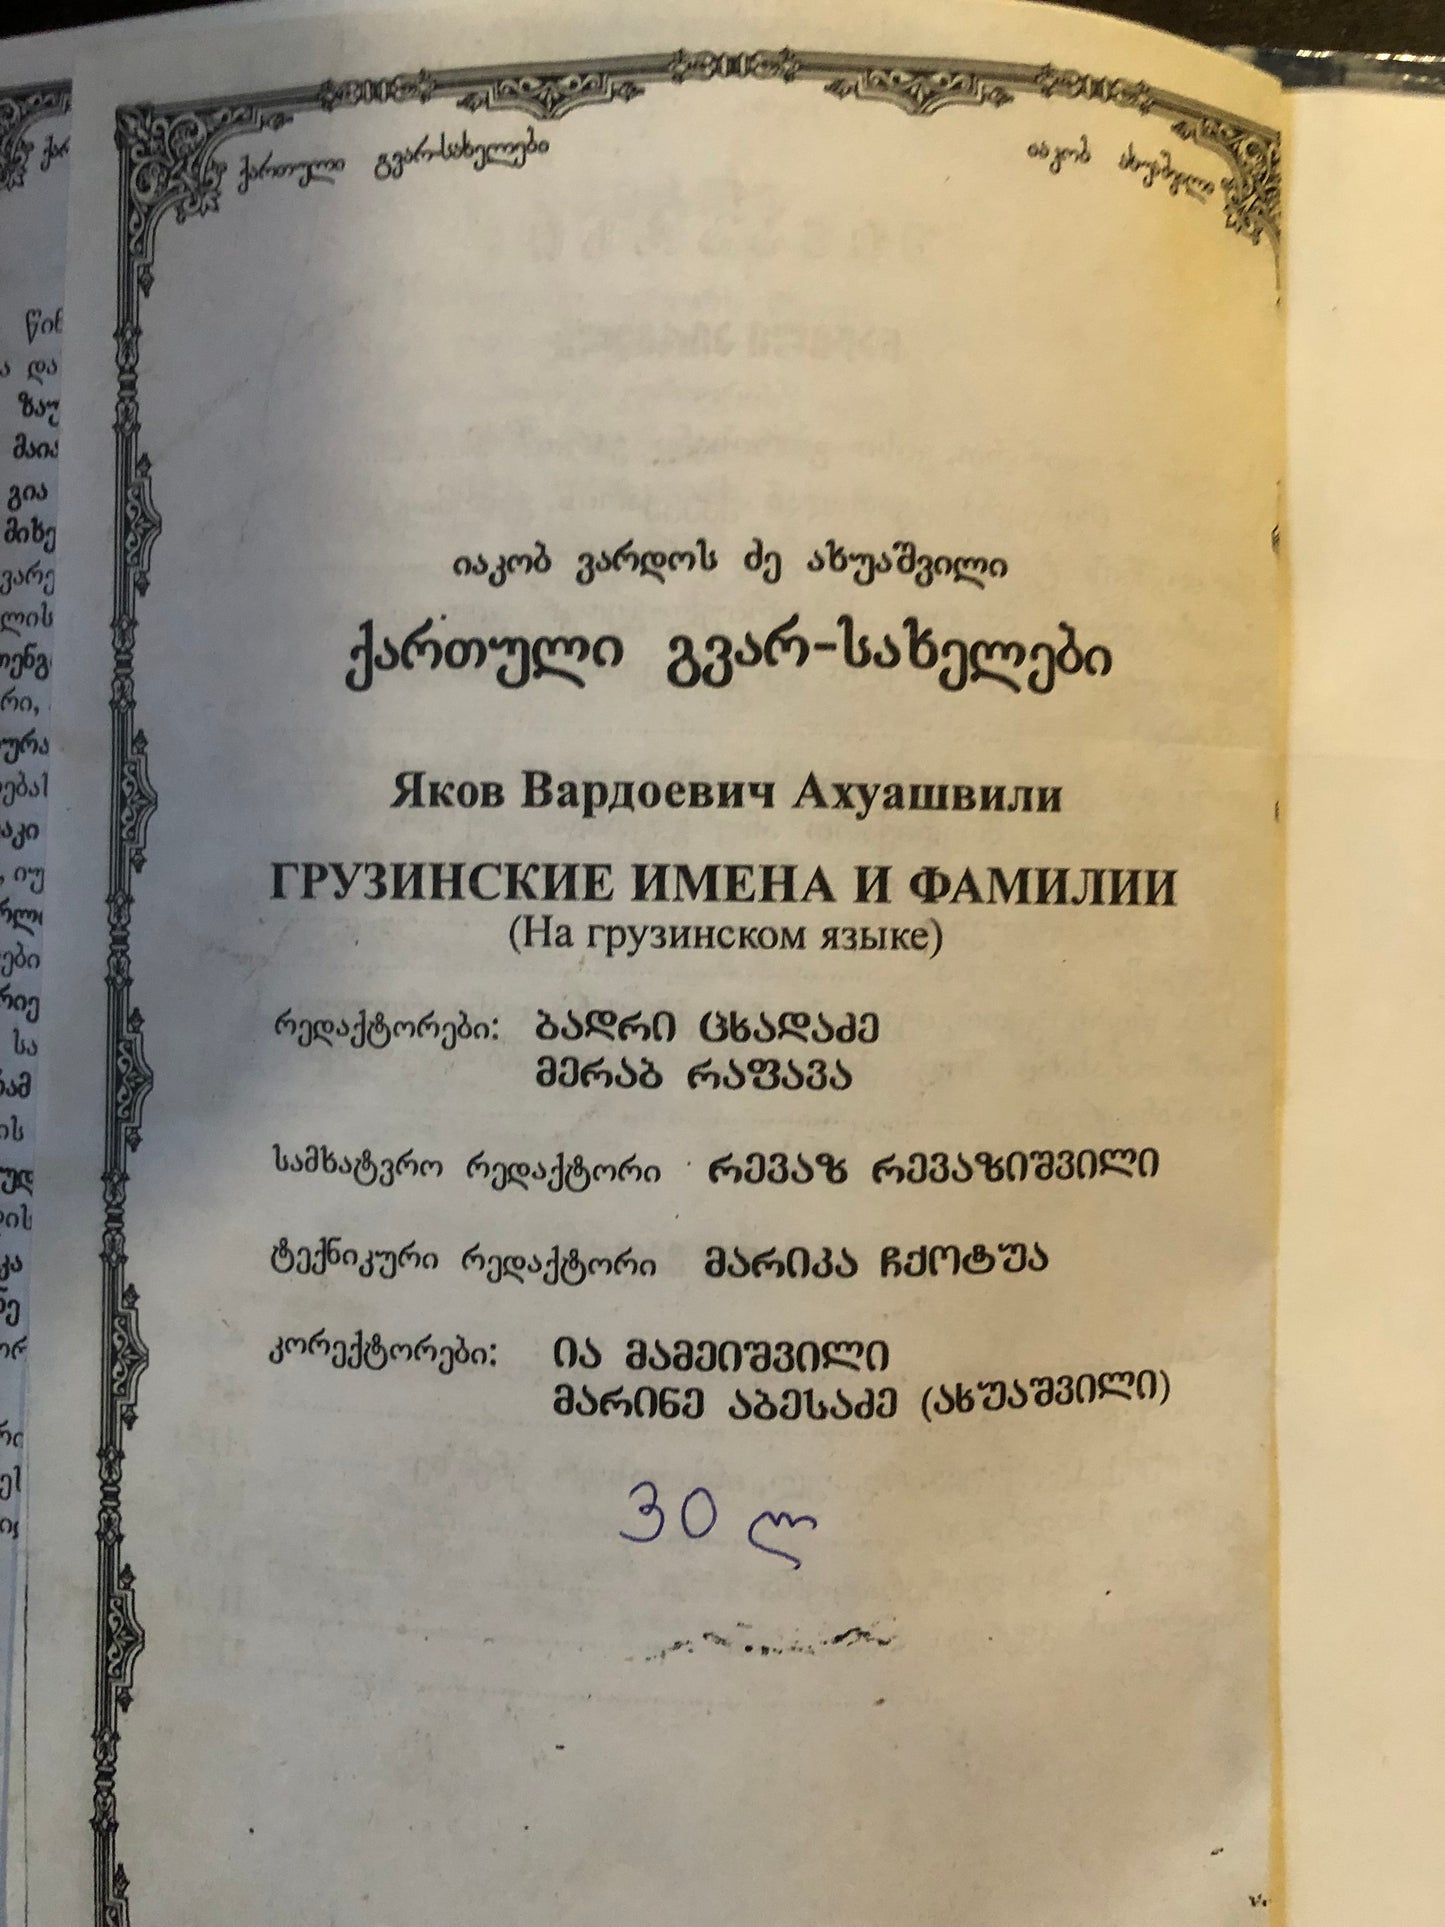 ქართული გვარ-სახელები
იაკობ ახუაშვილი
იაკობ ვარდოს ძე ახუაშვილი
ქართული გვარ-სახელები
Яков Вардоевич Ахуашвили
ГРУЗИНСКИЕ ИМЕНА И ФАМИЛИИ
(На грузинском языке)
რედაქტორები: ბადრი ცხადაძე
მერაბ რაფავა
სამხატვრო რედაქტორი რევაზ რევაზიშვილი
ტექნიკური რედაქტორი მარიკა ჩქოტუა
კორექტორები: ია მამეიშვილი
მარინე აბესაძე (ახუაშვილი)
30 ლ